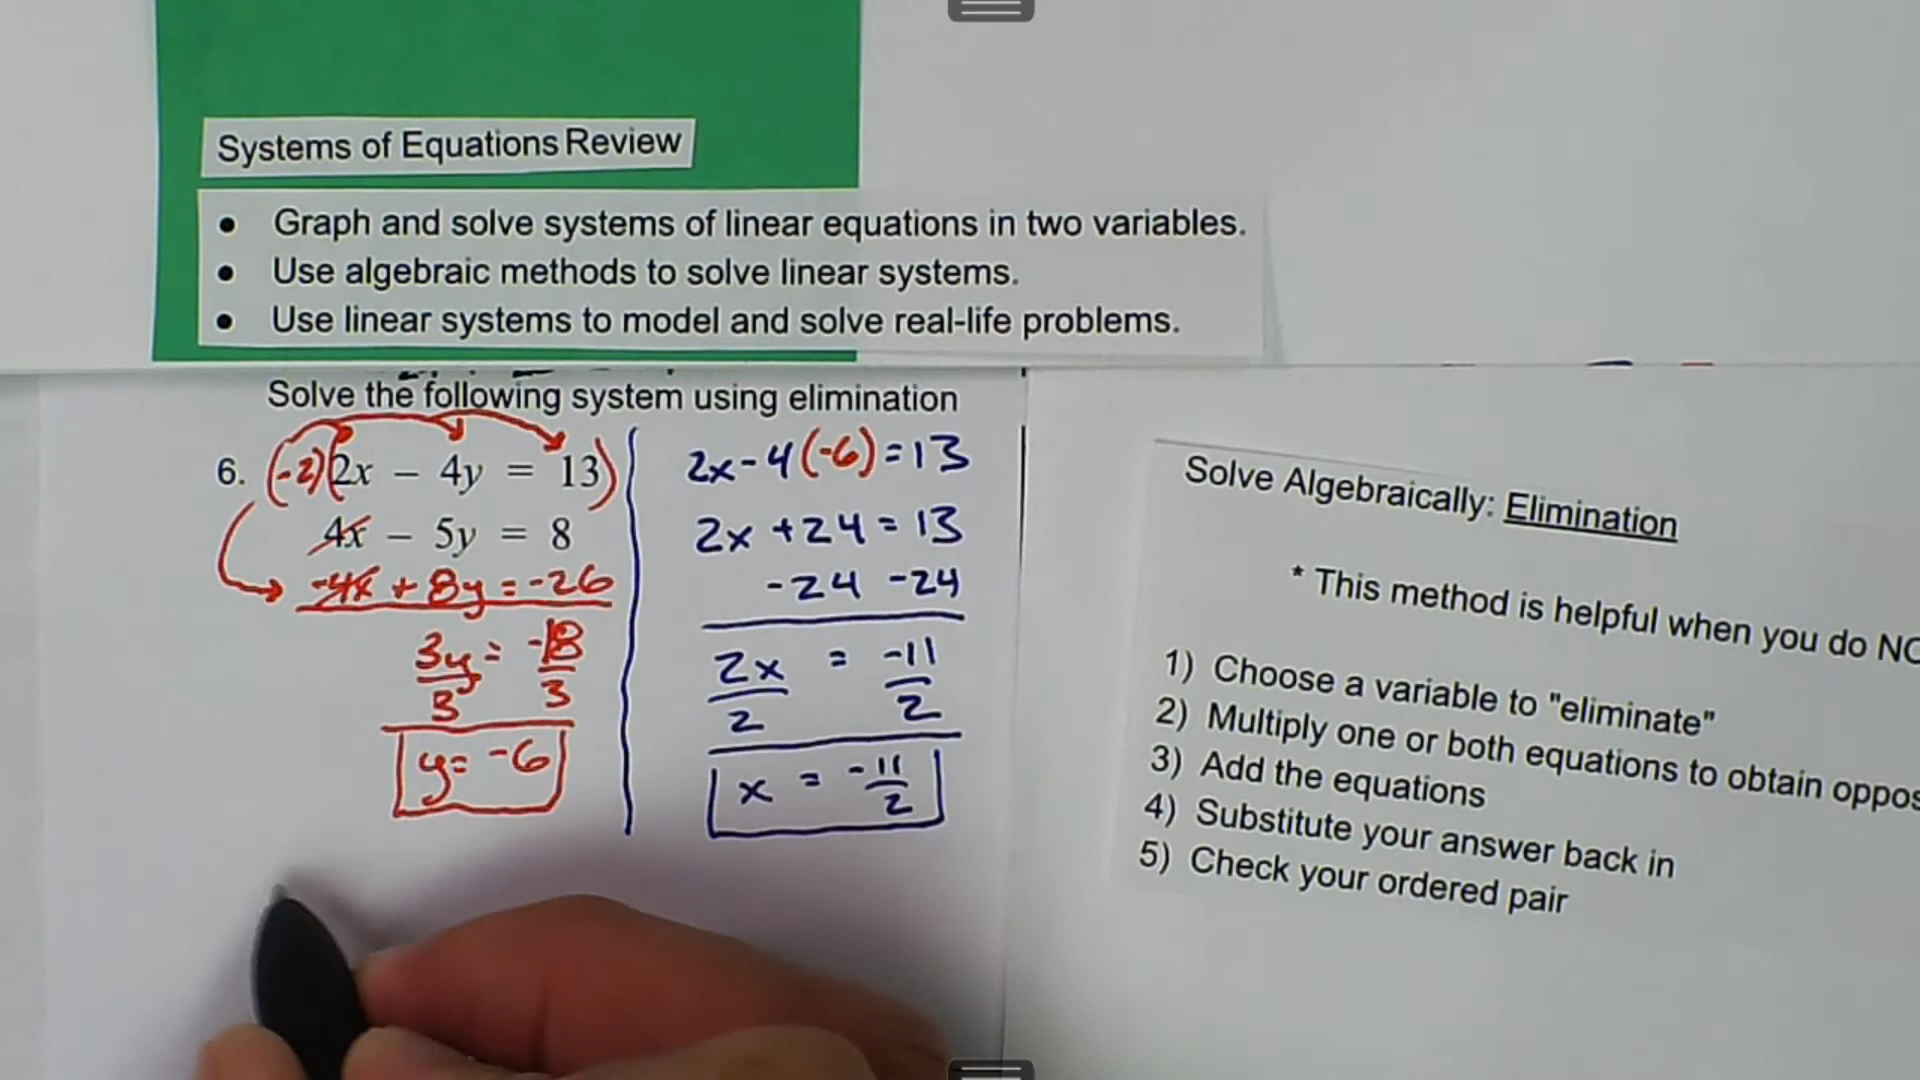 Systems of Equations Review
• Graph and solve systems of linear equations in two variables.
• Use algebraic methods to solve linear systems.
• Use linear systems to model and solve real-life problems.
Solve the following system using elimination
6. (-2)(2x − 4y = 13)
4x − 5y = 8
-4x + 8y = -26
3y = -18
3 3
y = -6
2x - 4(-6) = 13
2x + 24 = 13
-24 -24
2x = -11
2 2
x = -11
2
Solve Algebraically: Elimination
* This method is helpful when you do
1) Choose a variable to "eliminate"
2) Multiply one or both equations to obtain
3) Add the equations
4) Substitute your answer back in
5) Check your ordered pair